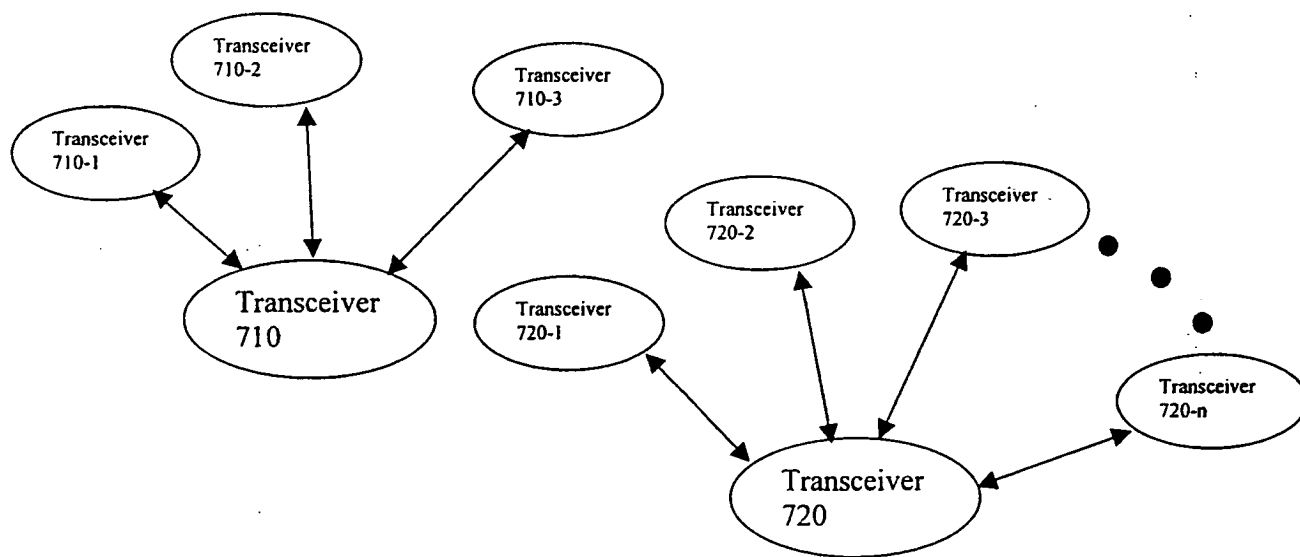 Transceiver
710-2
Transceiver
710-3
Transceiver
710-1
Transceiver
710
Transceiver
720-3
Transceiver
720-2
Transceiver
720-1
Transceiver
720-n
Transceiver
720